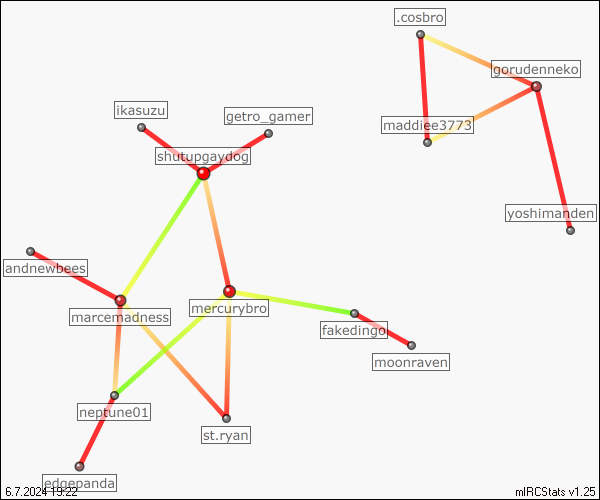 .cosbro
gorudenneko
ikasuzu
getro_gamer
maddiee3773
shutupgaydog
yoshimanden
andnewbees
marcemadness
mercurybro
fakedingo
moonraven
neptune01
st.ryan
edgepanda
6.7.2024 19:22
mIRCStats v1.25